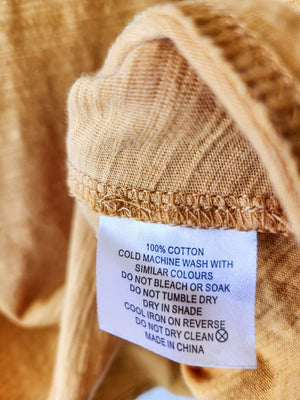 100% COTTON
COLD MACHINE WASH WITH
SIMILAR COLOURS
DO NOT BLEACH OR SOAK
DO NOT TUMBLE DRY
DRY IN SHADE
COOL IRON ON REVERSE
DO NOT DRY CLEAN
MADE IN CHINA